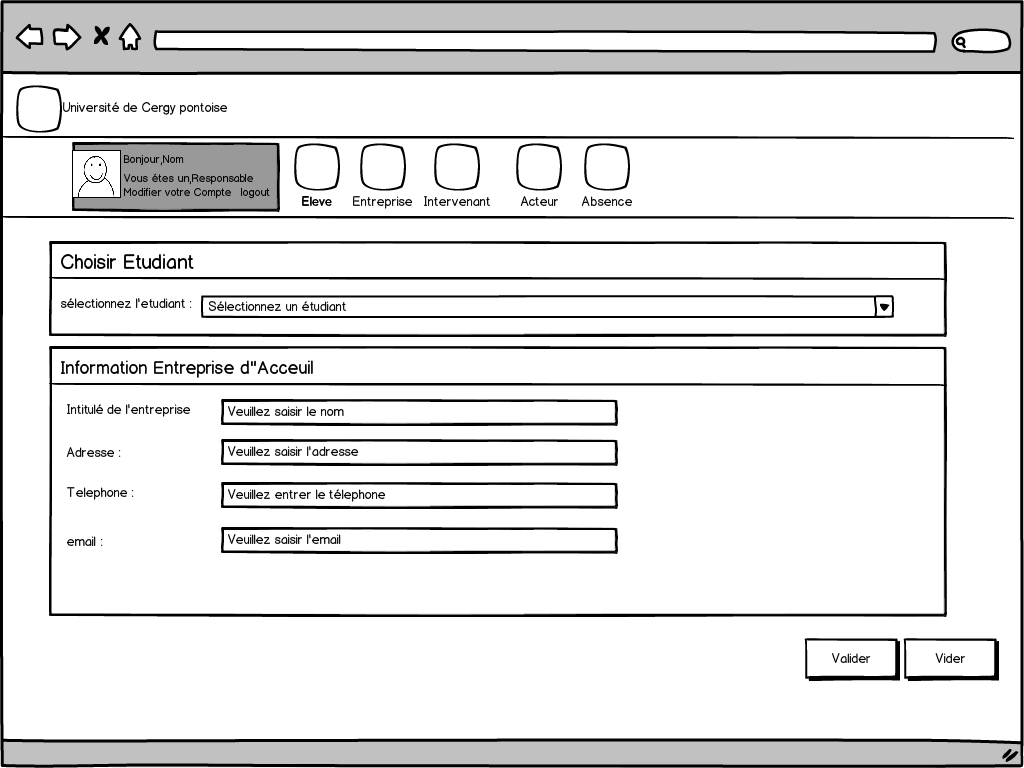 Université de Cergy pontoise
Bonjour,Nom
Vous étes un,Responsable
Modifier votre Compte logout
Eleve Entreprise Intervenant Acteur Absence
Choisir Etudiant
sélectionnez l'etudiant : Sélectionnez un étudiant
Information Entreprise d"Acceuil
Intitulé de l'entreprise Veuillez saisir le nom
Adresse : Veuillez saisir l'adresse
Telephone : Veuillez entrer le télephone
email : Veuillez saisir l'email
Valider Vider